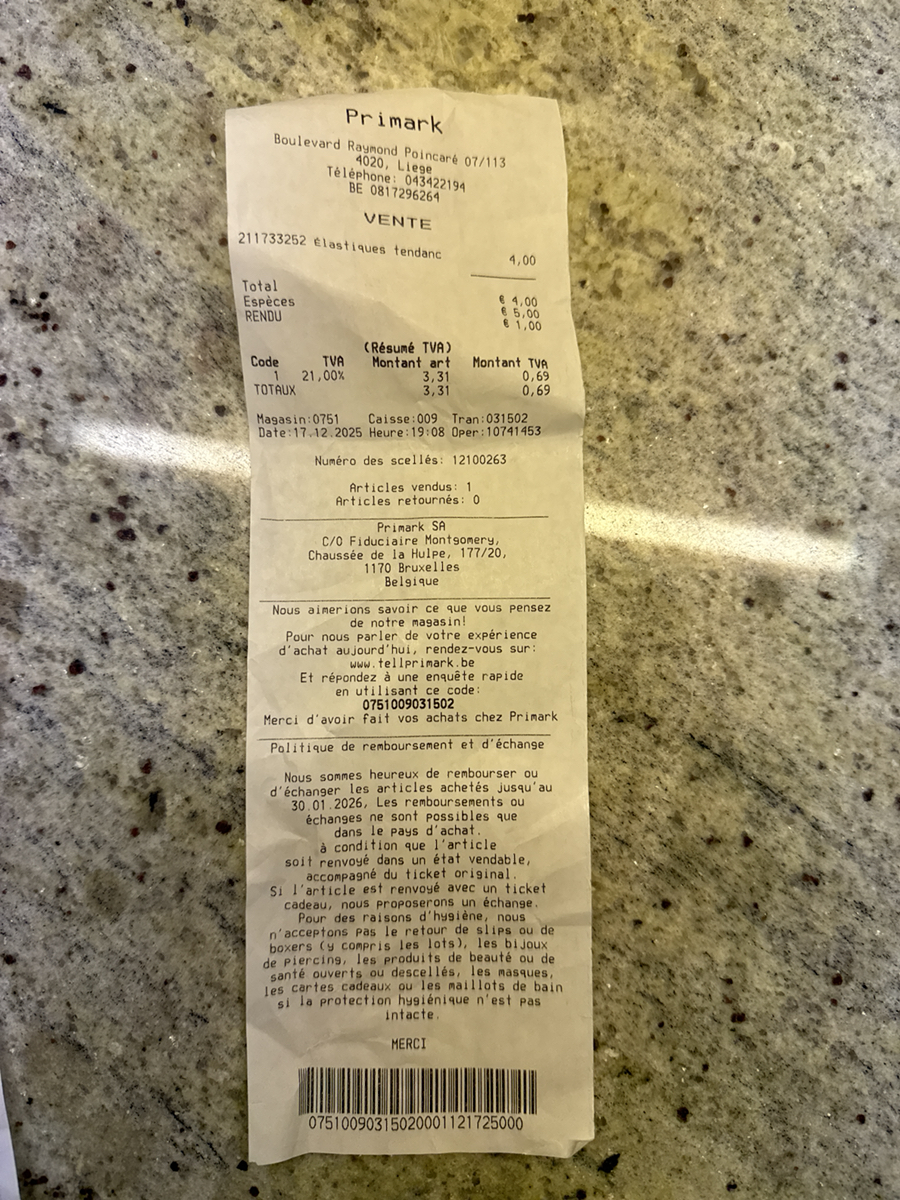 Primark
Boulevard Raymond Poincaré 07/113
4020, Liege
Téléphone: 043422194
BE 0817296264
VENTE
211733252 Élastiques tendanc 4,00
Total € 4,00
Espèces € 5,00
RENDU € 1,00
(Résumé TVA)
Code TVA Montant art Montant TVA
1 21,00% 3,31 0,69
TOTAUX 3,31 0,69
Magasin:0751 Caisse:009 Tran:031502
Date:17.12.2025 Heure:19:08 Oper:10741453
Numéro des scellés: 12100263
Articles vendus: 1
Articles retournés: 0
Primark SA
C/O Fiduciaire Montgomery,
Chaussée de la Hulpe, 177/20,
1170 Bruxelles
Belgique
Nous aimerions savoir ce que vous pensez
de notre magasin!
Pour nous parler de votre expérience
d'achat aujourd'hui, rendez-vous sur:
www.tellprimark.be
Et répondez à une enquête rapide
en utilisant ce code:
0751009031502
Merci d'avoir fait vos achats chez Primark
Politique de remboursement et d'échange
Nous sommes heureux de rembourser ou
d'échanger les articles achetés jusqu'au
30.01.2026, Les remboursements ou
échanges ne sont possibles que
dans le pays d'achat.
à condition que l'article
soit renvoyé dans un état vendable,
accompagné du ticket original.
Si l'article est renvoyé avec un ticket
cadeau, nous proposerons un échange.
Pour des raisons d'hygiène, nous
n'acceptons pas le retour de slips ou de
boxers (y compris les lots), les bijoux
de piercing, les produits de beauté ou de
santé ouverts ou descellés, les masques,
les cartes cadeaux ou les maillots de bain
si la protection hygiénique n'est pas
intacte.
MERCI
07510090315020001121725000